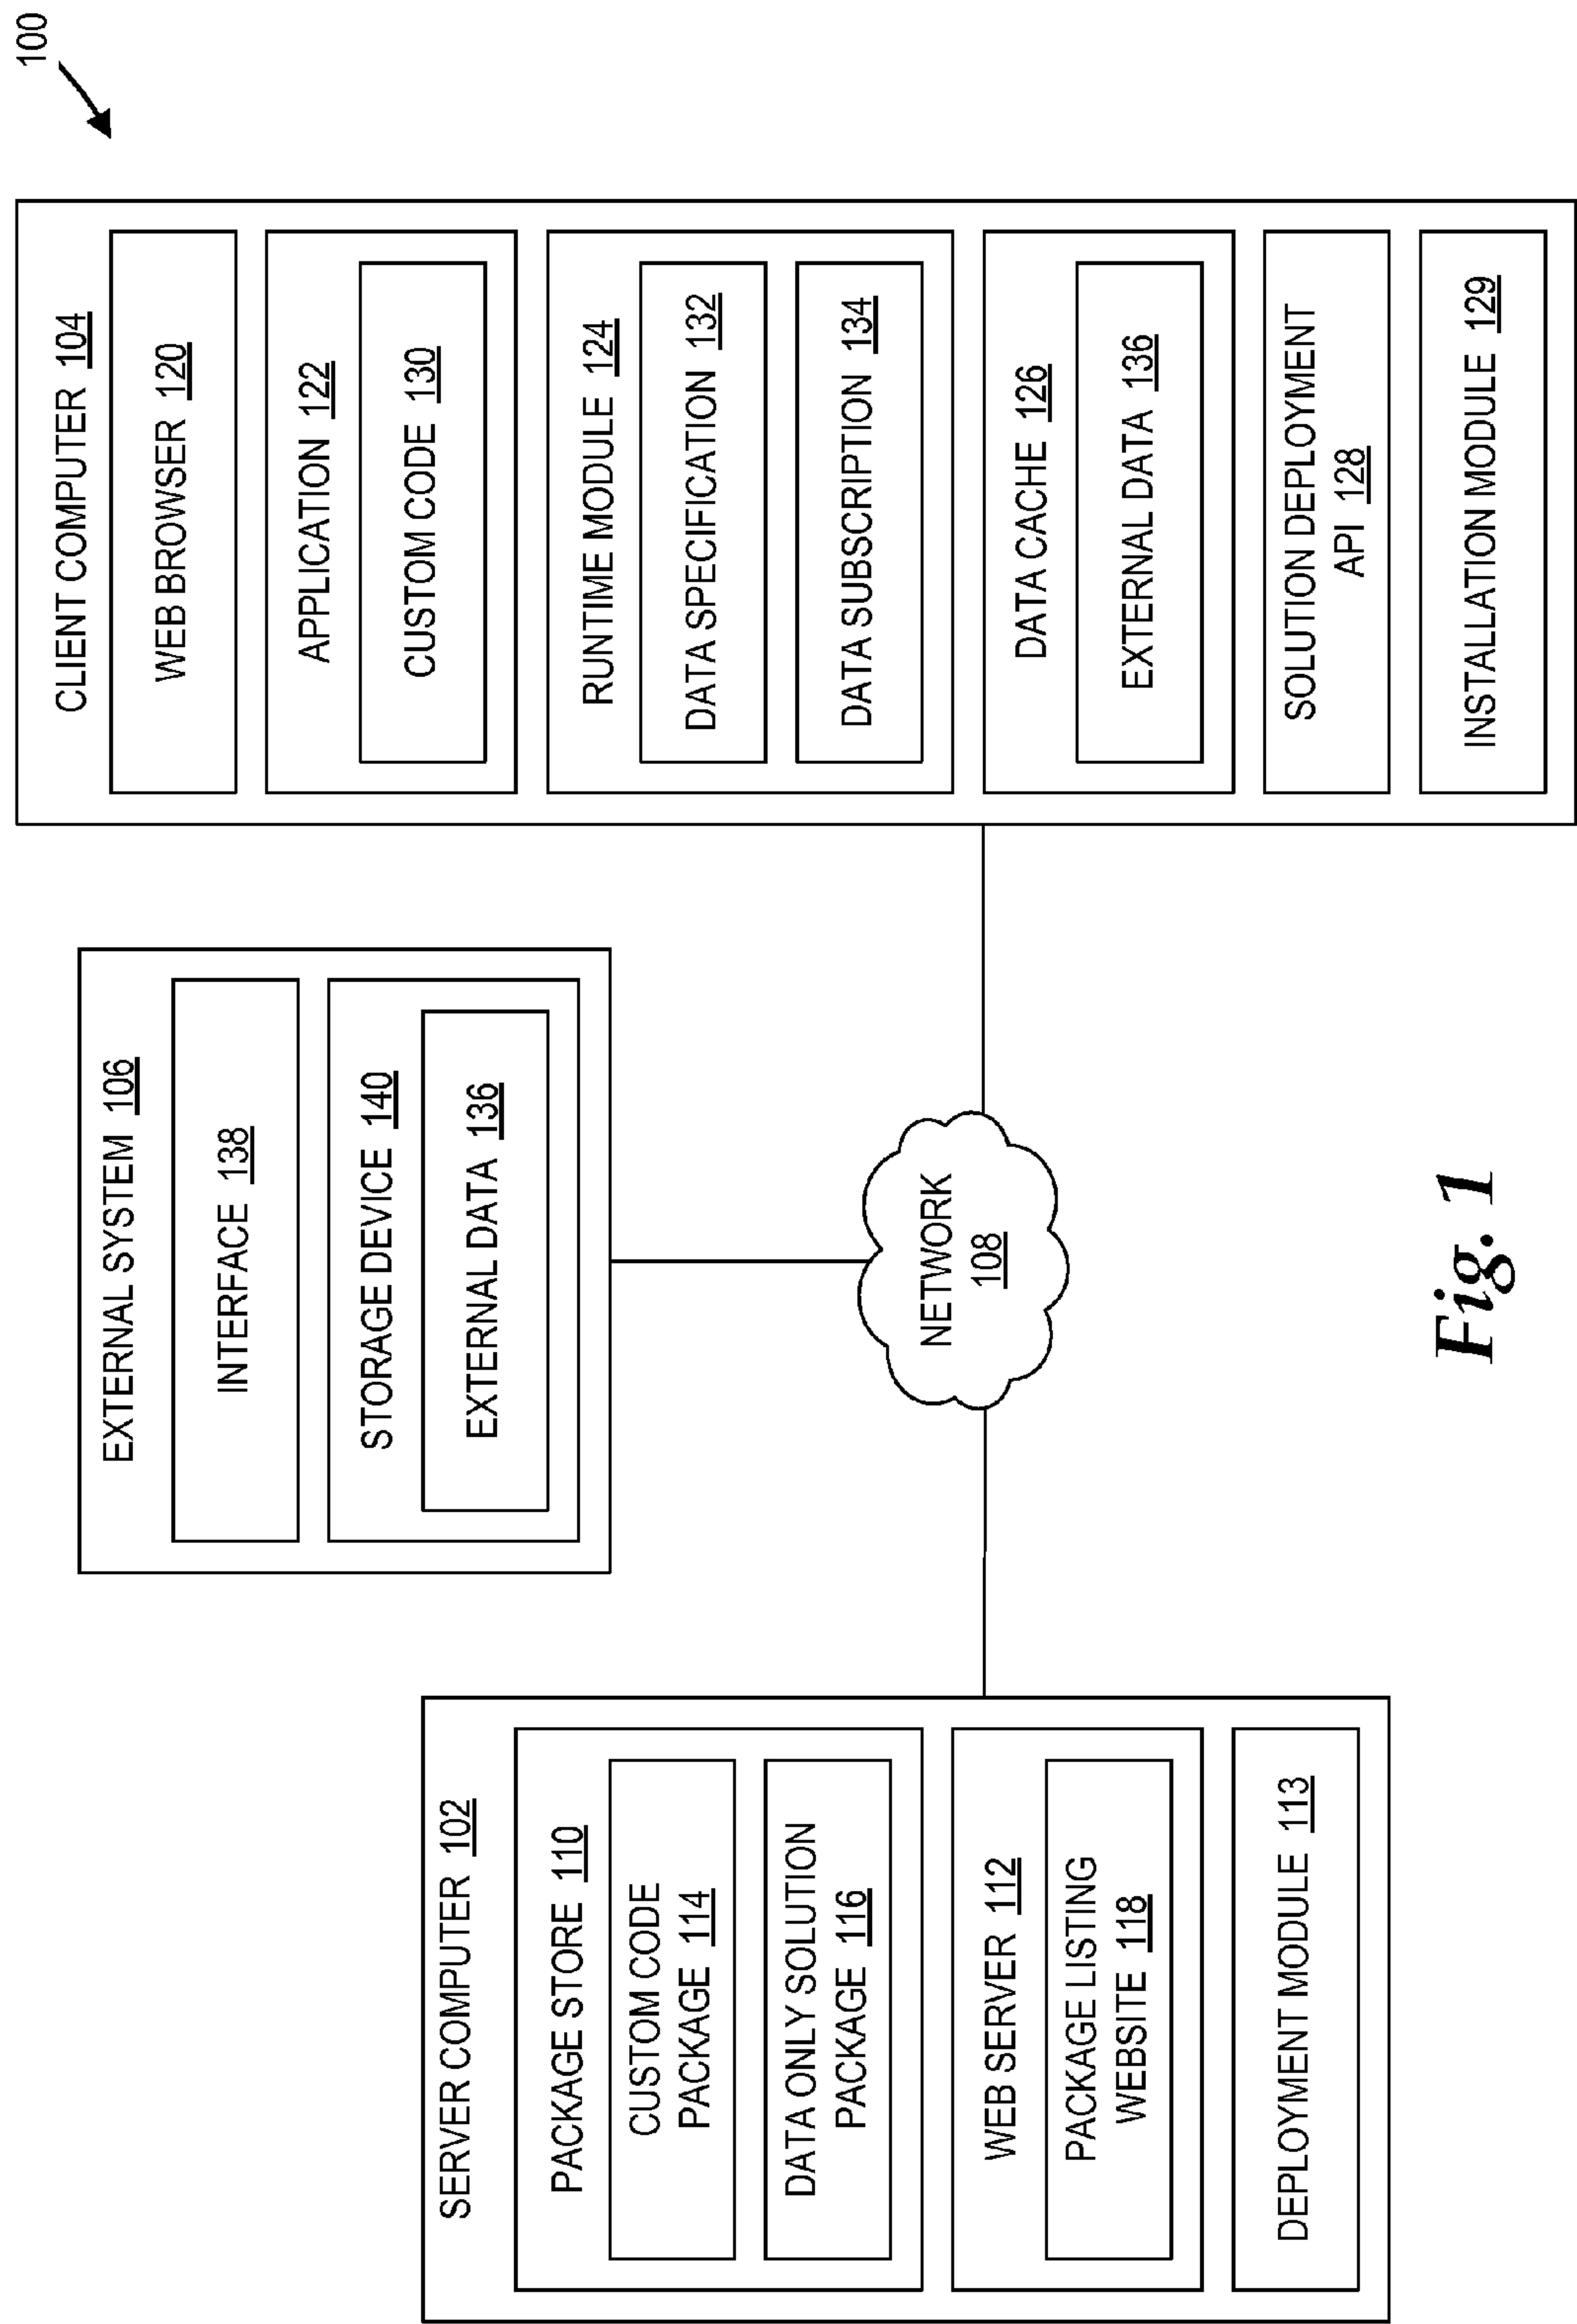 100
SERVER COMPUTER 102
PACKAGE STORE 110
CUSTOM CODE
PACKAGE 114
DATA ONLY SOLUTION
PACKAGE 116
WEB SERVER 112
PACKAGE LISTING
WEBSITE 118
DEPLOYMENT MODULE 113
EXTERNAL SYSTEM 106
INTERFACE 138
STORAGE DEVICE 140
EXTERNAL DATA 136
NETWORK
108
CLIENT COMPUTER 104
WEB BROWSER 120
APPLICATION 122
CUSTOM CODE 130
RUNTIME MODULE 124
DATA SPECIFICATION 132
DATA SUBSCRIPTION 134
DATA CACHE 126
EXTERNAL DATA 136
SOLUTION DEPLOYMENT
API 128
INSTALLATION MODULE 129
Fig. 1